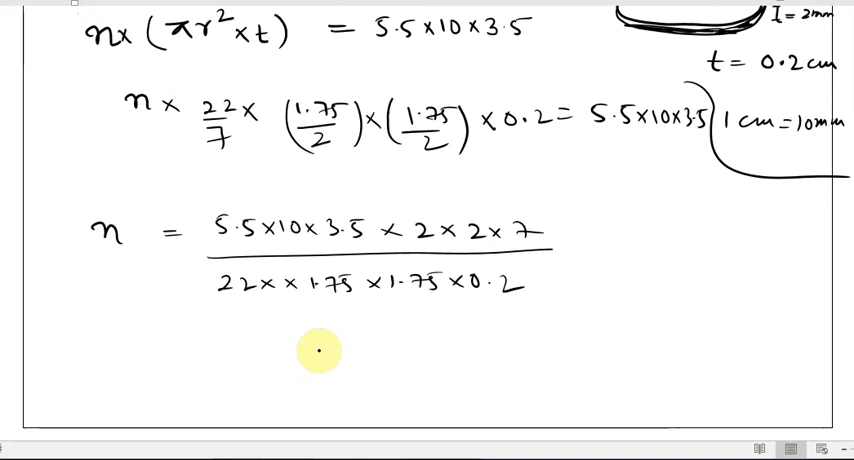 n× (πr² × t) = 5.5×10×3.5
I = 2mm
t = 0.2 cm
n × 22/7 × (1.75/2) × (1.75/2) × 0.2 = 5.5×10×3.5
1 cm = 10mm
n = 5.5×10×3.5 × 2 × 2 × 7
22×× 1.75 × 1.75 × 0.2